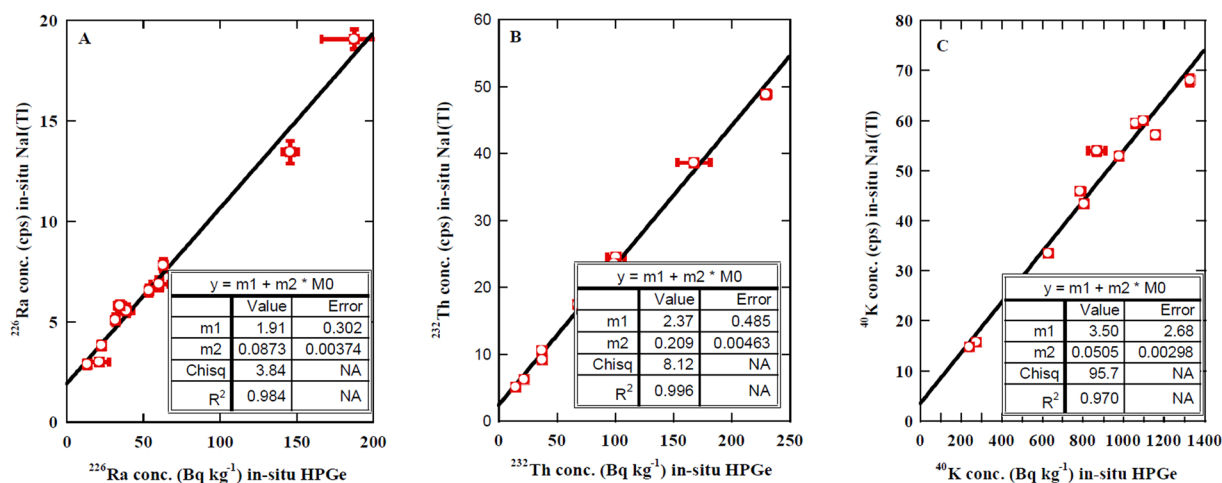 A
²²⁶Ra conc. (cps) in-situ NaI(Tl)
20
15
10
5
0
0 50 100 150 200
²²⁶Ra conc. (Bq kg⁻¹) in-situ HPGe
y = m1 + m2 * M0
Value Error
m1 1.91 0.302
m2 0.0873 0.00374
Chisq 3.84 NA
R² 0.984 NA
B
²³²Th conc. (cps) in-situ NaI(Tl)
60
50
40
30
20
10
0
0 50 100 150 200 250
²³²Th conc. (Bq kg⁻¹) in-situ HPGe
y = m1 + m2 * M0
Value Error
m1 2.37 0.485
m2 0.209 0.00463
Chisq 8.12 NA
R² 0.996 NA
C
⁴⁰K conc. (cps) in-situ NaI(Tl)
80
70
60
50
40
30
20
10
0
0 200 400 600 800 1000 1200 1400
⁴⁰K conc. (Bq kg⁻¹) in-situ HPGe
y = m1 + m2 * M0
Value Error
m1 3.50 2.68
m2 0.0505 0.00298
Chisq 95.7 NA
R² 0.970 NA